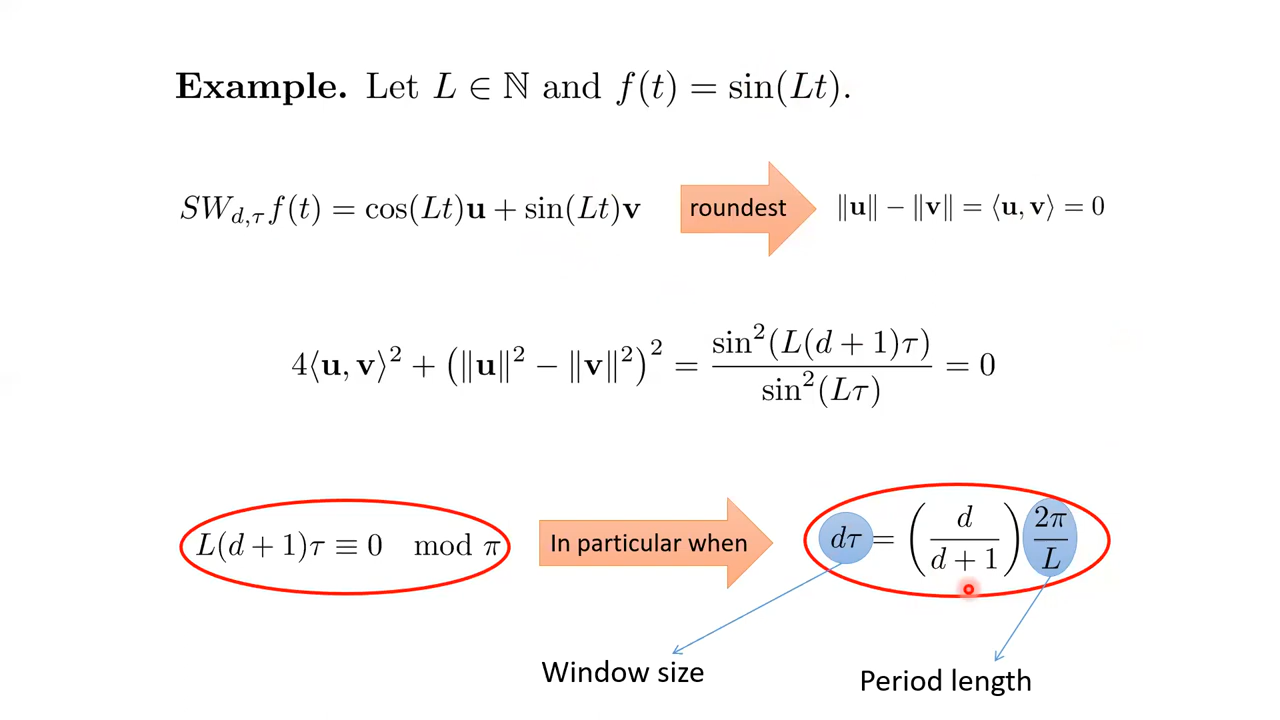 Example. Let L ∈ ℕ and f(t) = sin(Lt).
SW_{d,τ}f(t) = cos(Lt)u + sin(Lt)v
roundest
‖u‖ − ‖v‖ = ⟨u, v⟩ = 0
4⟨u, v⟩² + (‖u‖² − ‖v‖²)² = sin²(L(d + 1)τ) / sin²(Lτ) = 0
L(d + 1)τ ≡ 0 mod π
In particular when
dτ = (d / (d + 1)) 2π / L
Window size
Period length